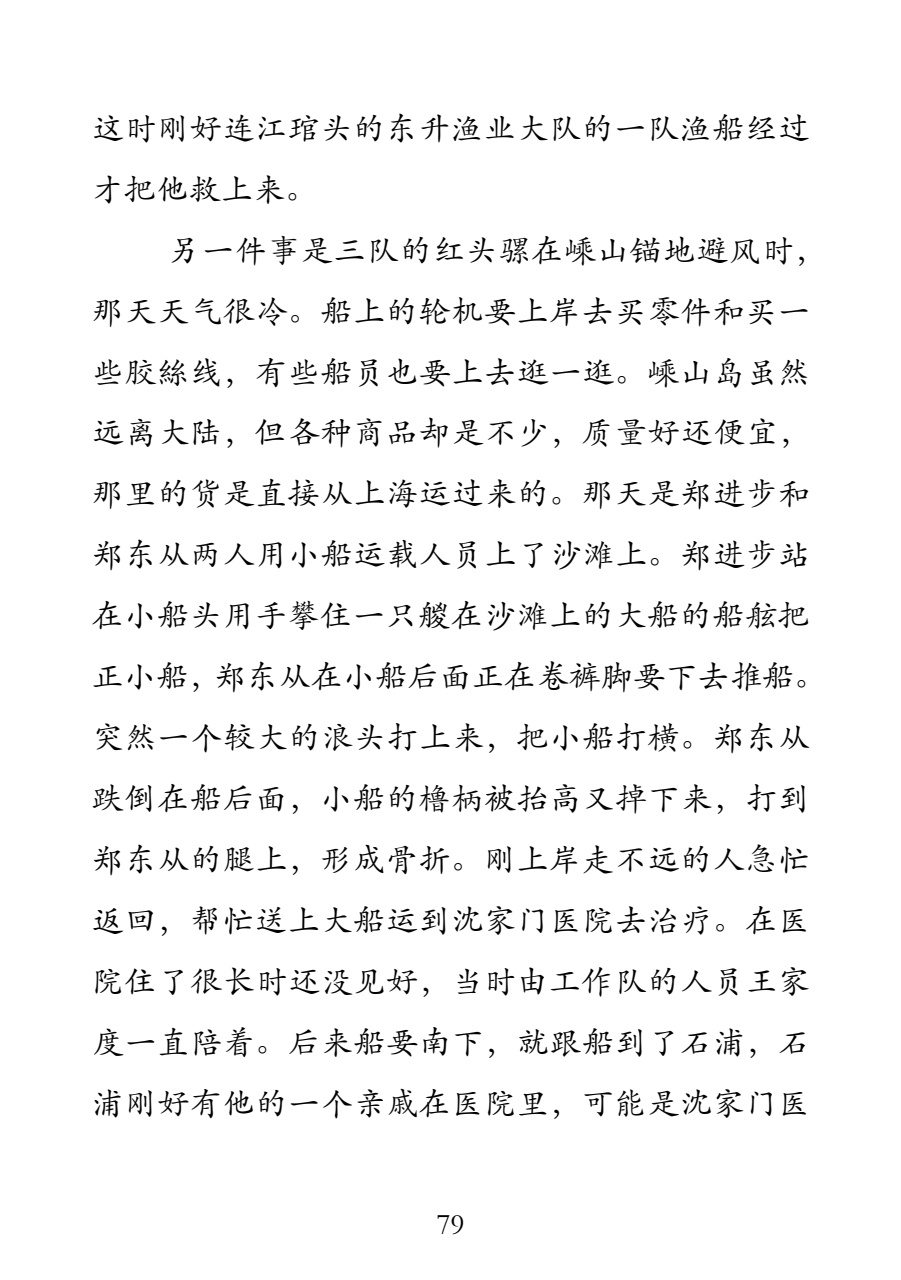 这时刚好连江琯头的东升渔业大队的一队渔船经过
才把他救上来。
另一件事是三队的红头骡在嵊山锚地避风时，
那天天气很冷。船上的轮机要上岸去买零件和买一
些胶絲线，有些船员也要上去逛一逛。嵊山岛虽然
远离大陆，但各种商品却是不少，质量好还便宜，
那里的货是直接从上海运过来的。那天是郑进步和
郑东从两人用小船运载人员上了沙滩上。郑进步站
在小船头用手攀住一只艘在沙滩上的大船的船舷把
正小船，郑东从在小船后面正在卷裤脚要下去推船。
突然一个较大的浪头打上来，把小船打横。郑东从
跌倒在船后面，小船的橹柄被抬高又掉下来，打到
郑东从的腿上，形成骨折。刚上岸走不远的人急忙
返回，帮忙送上大船运到沈家门医院去治疗。在医
院住了很长时还没见好，当时由工作队的人员王家
度一直陪着。后来船要南下，就跟船到了石浦，石
浦刚好有他的一个亲戚在医院里，可能是沈家门医
79